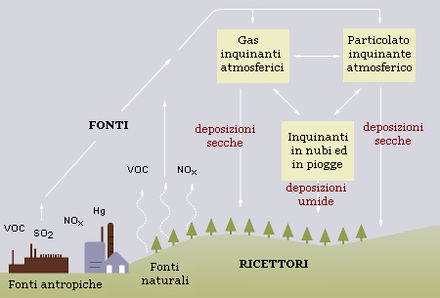 Gas
inquinanti
atmosferici
Particolato
inquinante
atmosferico
FONTI
deposizioni
secche
deposizioni
secche
Inquinanti
in nubi ed
in piogge
VOC
NOx
deposizioni
umide
VOC
SO2
NOx
Hg
Fonti antropiche
Fonti
naturali
RICETTORI